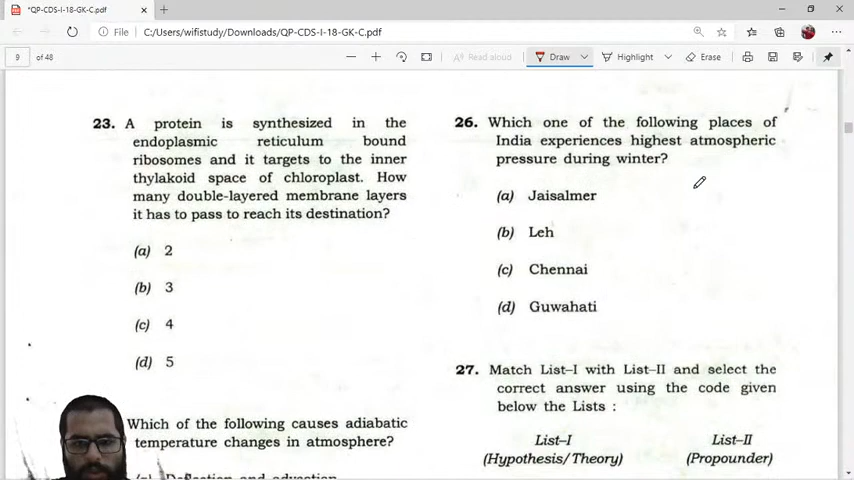 *QP-CDS-I-18-GK-C.pdf
File
C:/Users/wifistudy/Downloads/QP-CDS-I-18-GK-C.pdf
9 of 48
Read aloud
Draw
Highlight
Erase
23. A protein is synthesized in the
endoplasmic reticulum bound
ribosomes and it targets to the inner
thylakoid space of chloroplast. How
many double-layered membrane layers
it has to pass to reach its destination?
(a) 2
(b) 3
(c) 4
(d) 5
Which of the following causes adiabatic
temperature changes in atmosphere?
Deflection and advection
26. Which one of the following places of
India experiences highest atmospheric
pressure during winter?
(a) Jaisalmer
(b) Leh
(c) Chennai
(d) Guwahati
27. Match List–I with List–II and select the
correct answer using the code given
below the Lists :
List–I List–II
(Hypothesis/Theory) (Propounder)